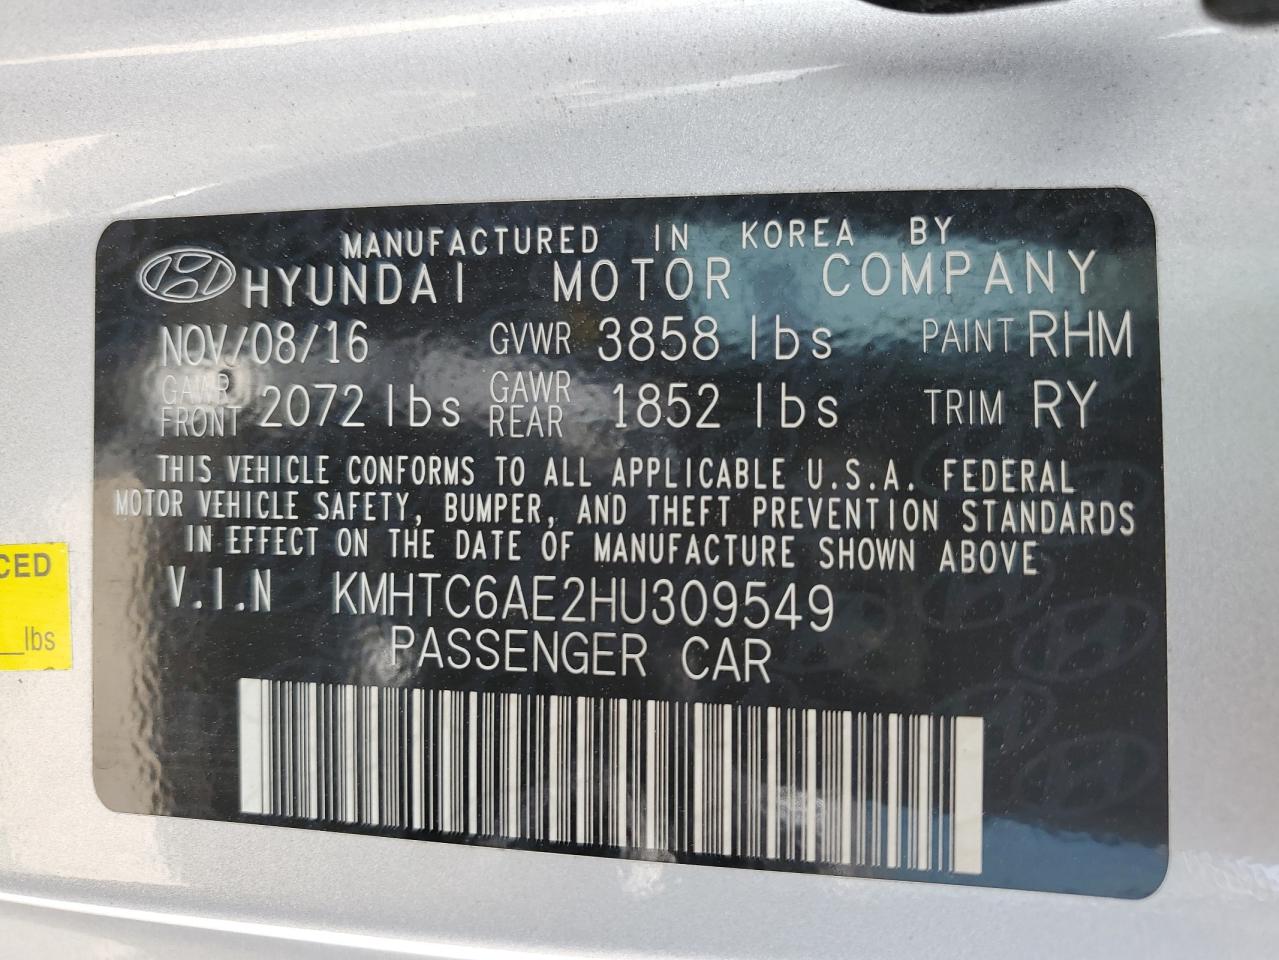 MANUFACTURED IN KOREA BY
HYUNDAI MOTOR COMPANY
NOV/08/16 GVWR 3858 lbs PAINT RHM
GAWR FRONT 2072 lbs GAWR REAR 1852 lbs TRIM RY
THIS VEHICLE CONFORMS TO ALL APPLICABLE U.S.A. FEDERAL
MOTOR VEHICLE SAFETY, BUMPER, AND THEFT PREVENTION STANDARDS
IN EFFECT ON THE DATE OF MANUFACTURE SHOWN ABOVE
V.I.N KMHTC6AE2HU309549
PASSENGER CAR
CED
lbs